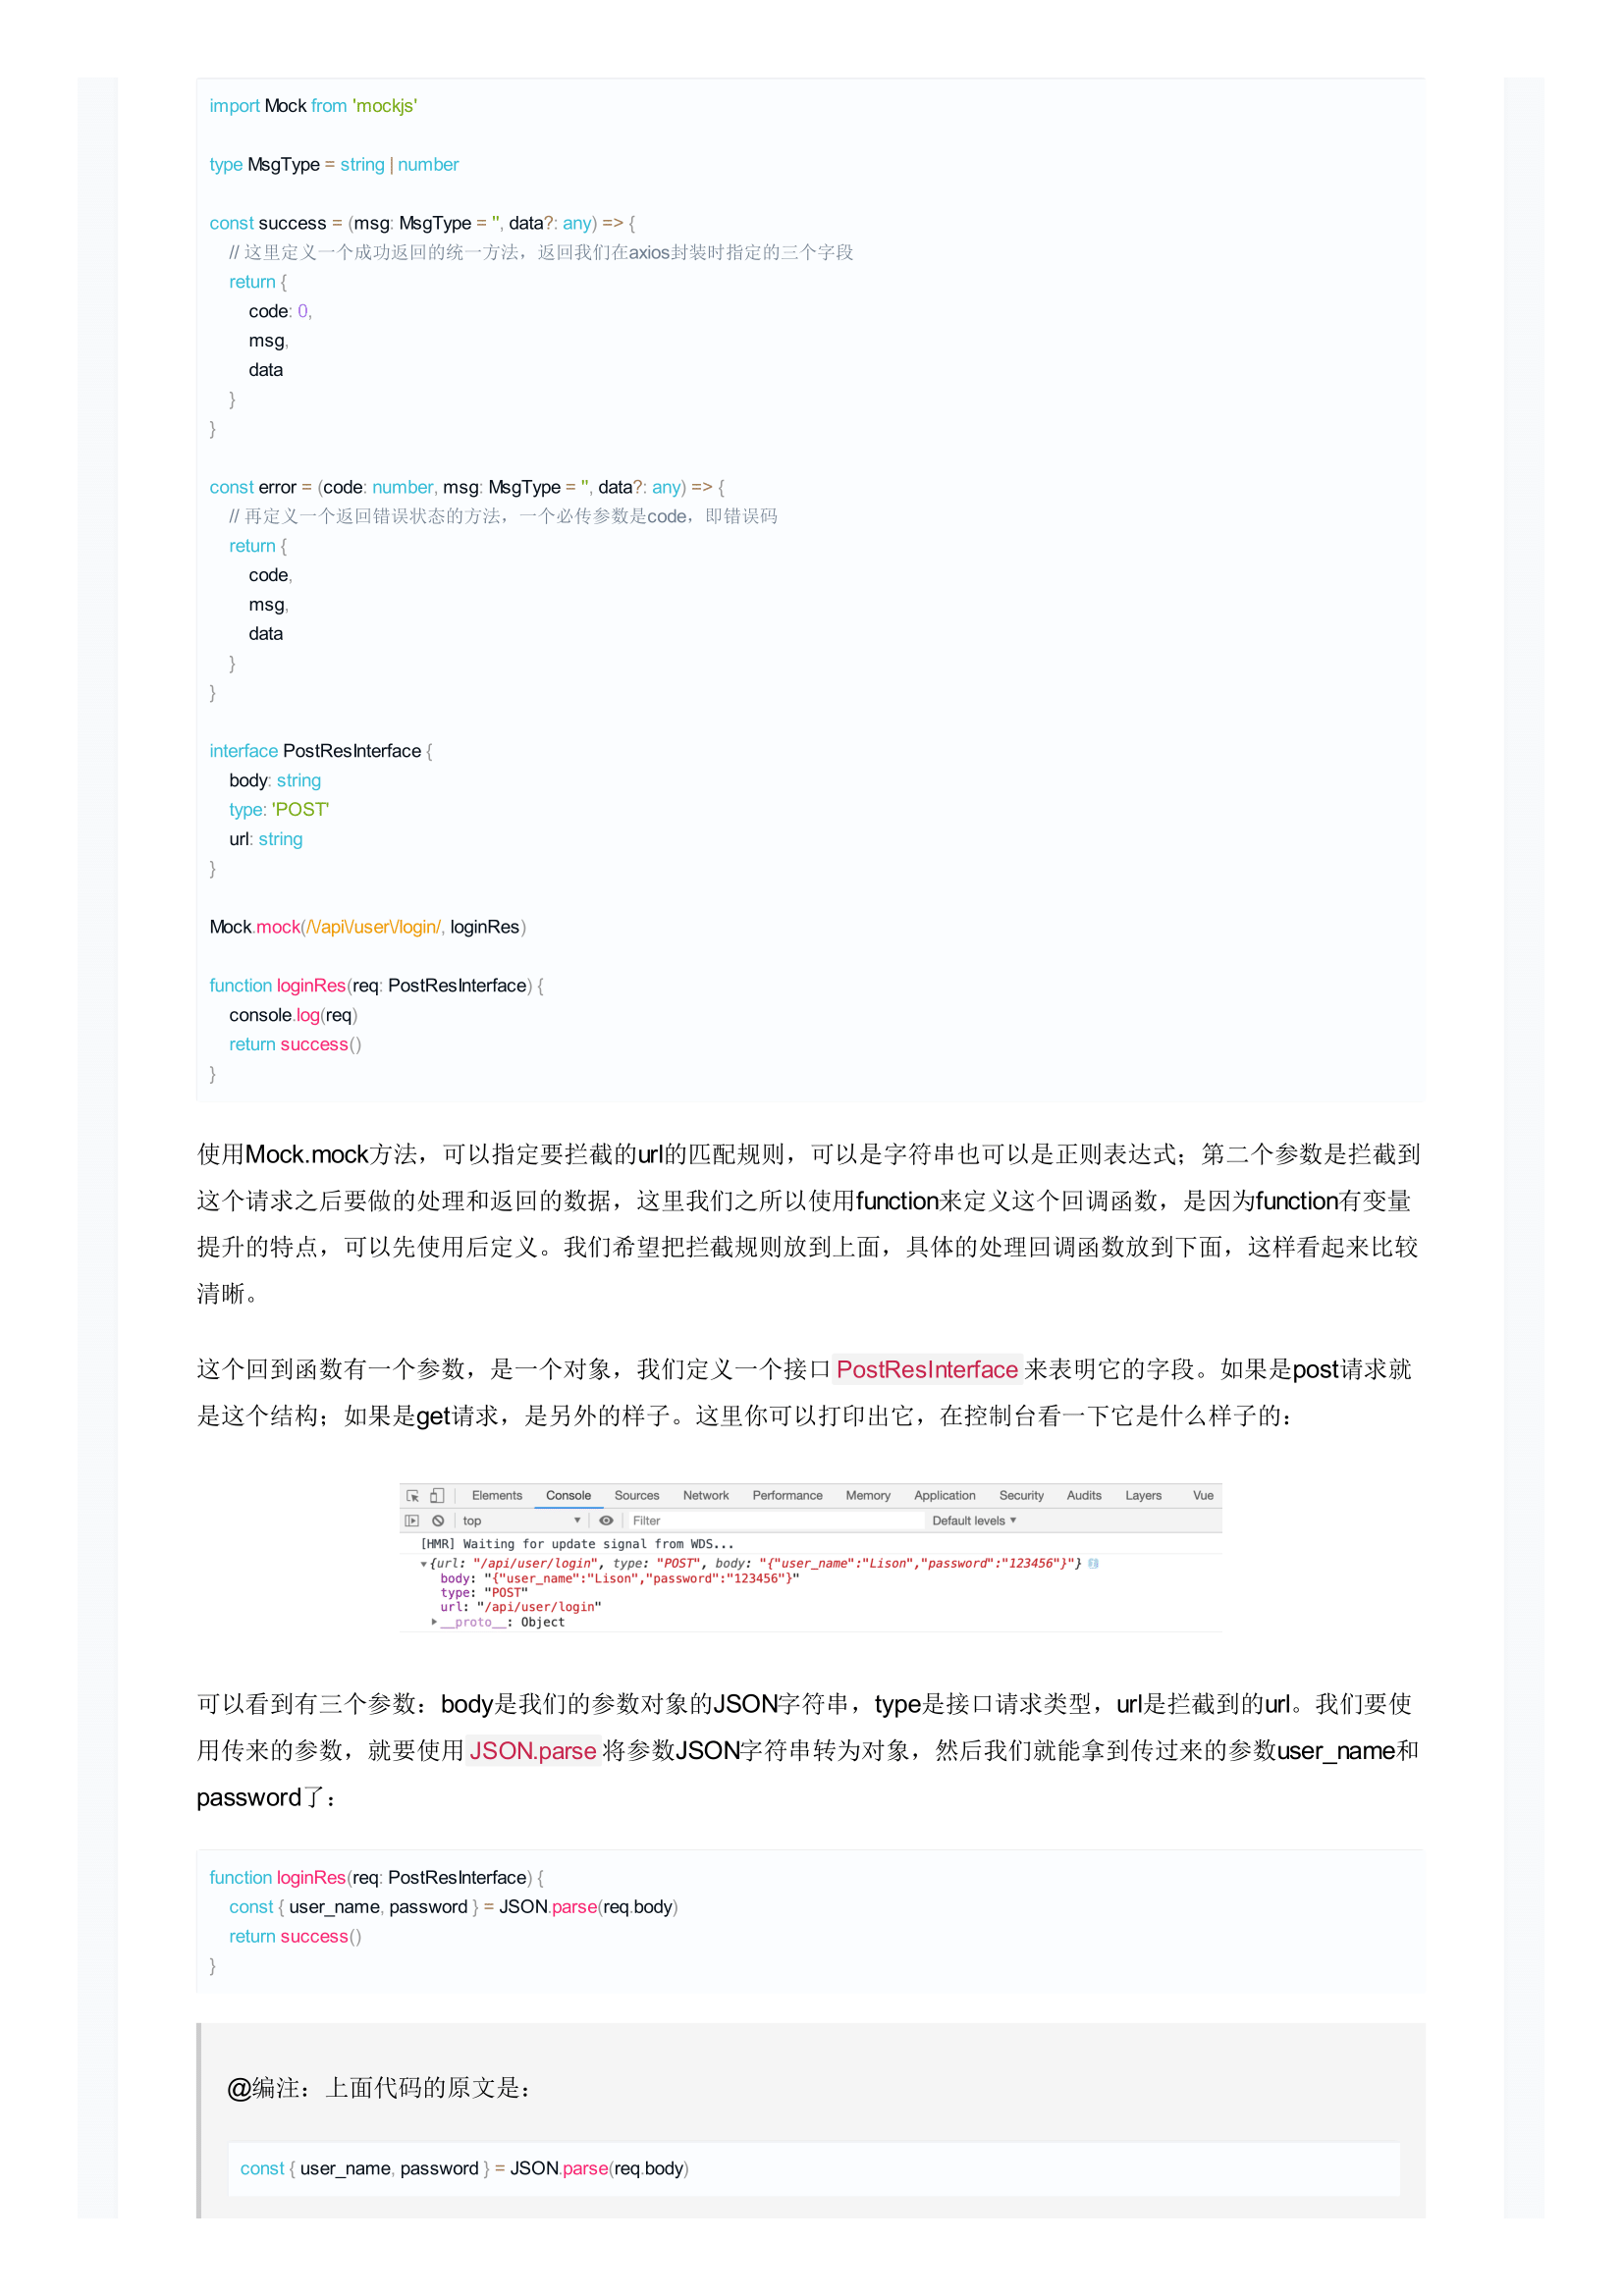 import Mock from 'mockjs'
type MsgType = string | number
const success = (msg: MsgType = '', data?: any) => {
// 这里定义一个成功返回的统一方法，返回我们在axios封装时指定的三个字段
return {
code: 0,
msg,
data
}
}
const error = (code: number, msg: MsgType = '', data?: any) => {
// 再定义一个返回错误状态的方法，一个必传参数是code，即错误码
return {
code,
msg,
data
}
}
interface PostResInterface {
body: string
type: 'POST'
url: string
}
Mock.mock(/\/api\/user\/login/, loginRes)
function loginRes(req: PostResInterface) {
console.log(req)
return success()
}
使用Mock.mock方法，可以指定要拦截的url的匹配规则，可以是字符串也可以是正则表达式；第二个参数是拦截到
这个请求之后要做的处理和返回的数据，这里我们之所以使用function来定义这个回调函数，是因为function有变量
提升的特点，可以先使用后定义。我们希望把拦截规则放到上面，具体的处理回调函数放到下面，这样看起来比较
清晰。
这个回到函数有一个参数，是一个对象，我们定义一个接口 PostResInterface 来表明它的字段。如果是post请求就
是这个结构；如果是get请求，是另外的样子。这里你可以打印出它，在控制台看一下它是什么样子的：
Elements Console Sources Network Performance Memory Application Security Audits Layers Vue
top Filter Default levels
[HMR] Waiting for update signal from WDS...
{url: "/api/user/login", type: "POST", body: "{"user_name":"Lison","password":"123456"}"}
body: "{"user_name":"Lison","password":"123456"}"
type: "POST"
url: "/api/user/login"
__proto__: Object
可以看到有三个参数：body是我们的参数对象的JSON字符串，type是接口请求类型，url是拦截到的url。我们要使
用传来的参数，就要使用 JSON.parse 将参数JSON字符串转为对象，然后我们就能拿到传过来的参数user_name和
password了：
function loginRes(req: PostResInterface) {
const { user_name, password } = JSON.parse(req.body)
return success()
}
@编注：上面代码的原文是：
const { user_name, password } = JSON.parse(req.body)